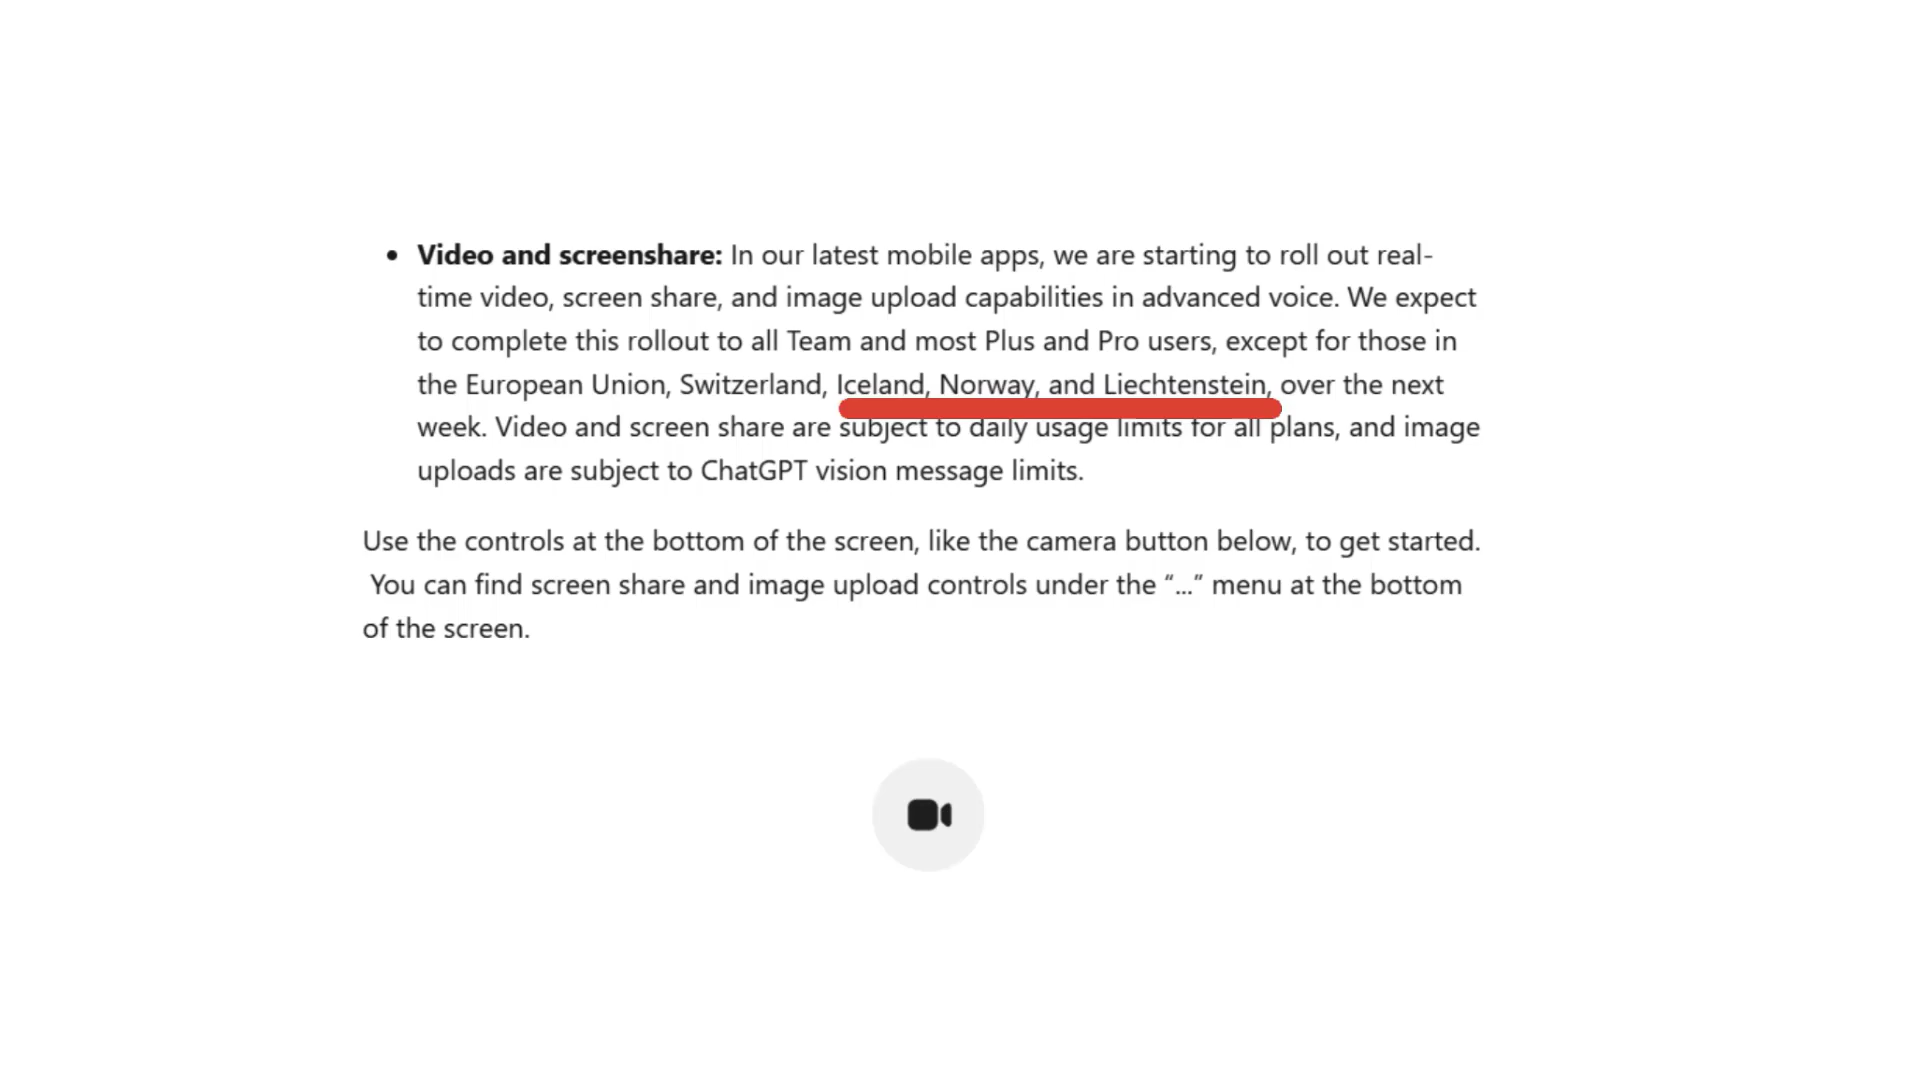 • Video and screenshare: In our latest mobile apps, we are starting to roll out real-
time video, screen share, and image upload capabilities in advanced voice. We expect
to complete this rollout to all Team and most Plus and Pro users, except for those in
the European Union, Switzerland, Iceland, Norway, and Liechtenstein, over the next
week. Video and screen share are subject to daily usage limits for all plans, and image
uploads are subject to ChatGPT vision message limits.
Use the controls at the bottom of the screen, like the camera button below, to get started.
You can find screen share and image upload controls under the “...” menu at the bottom
of the screen.